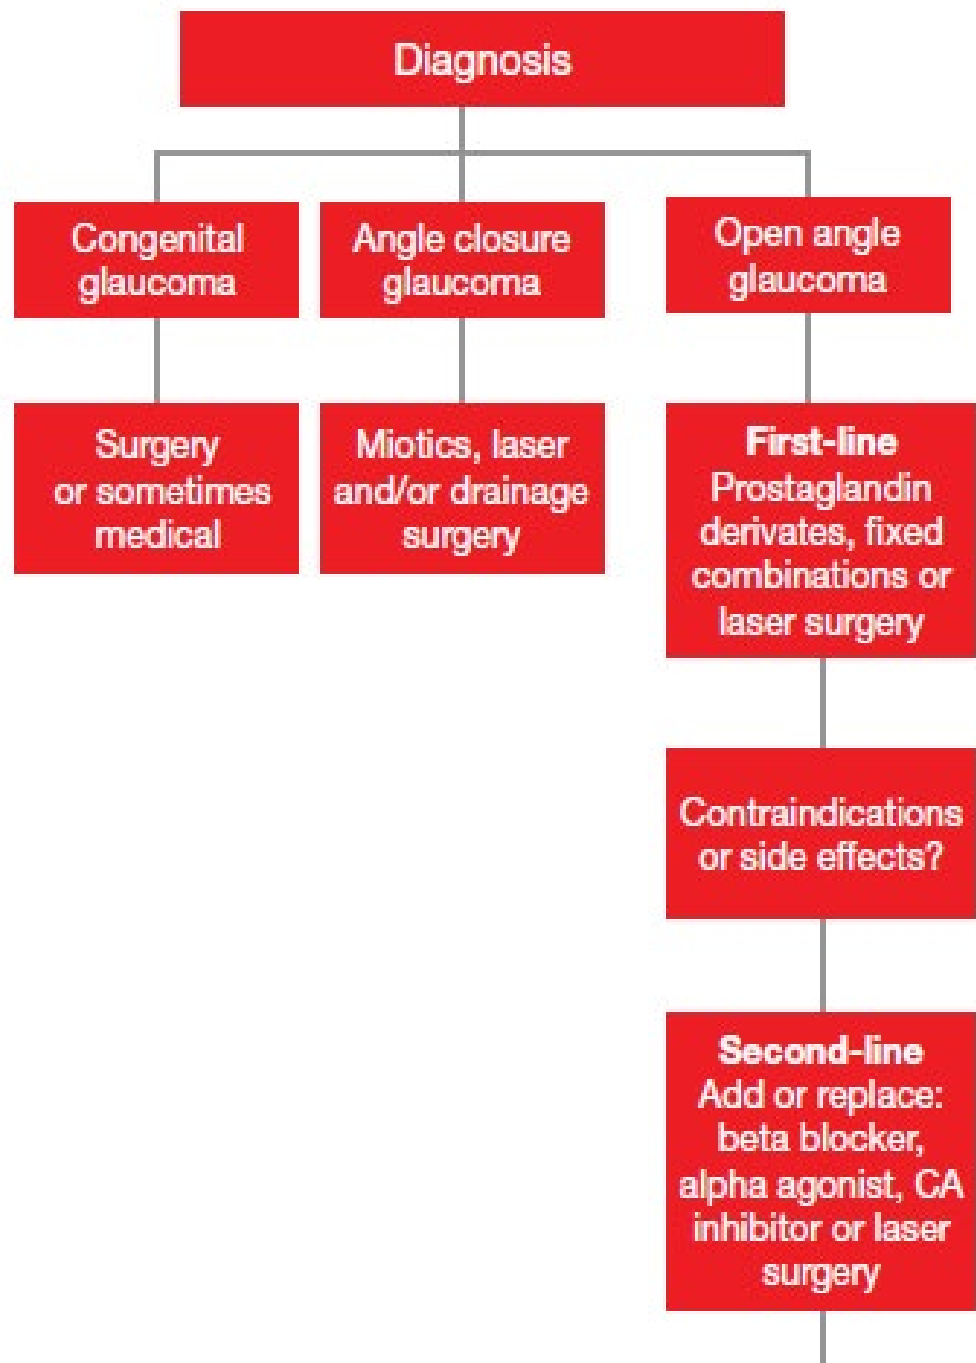 Diagnosis
Congenital
glaucoma
Angle closure
glaucoma
Open angle
glaucoma
Surgery
or sometimes
medical
Miotics, laser
and/or drainage
surgery
First-line
Prostaglandin
derivates, fixed
combinations or
laser surgery
Contraindications
or side effects?
Second-line
Add or replace:
beta blocker,
alpha agonist, CA
inhibitor or laser
surgery